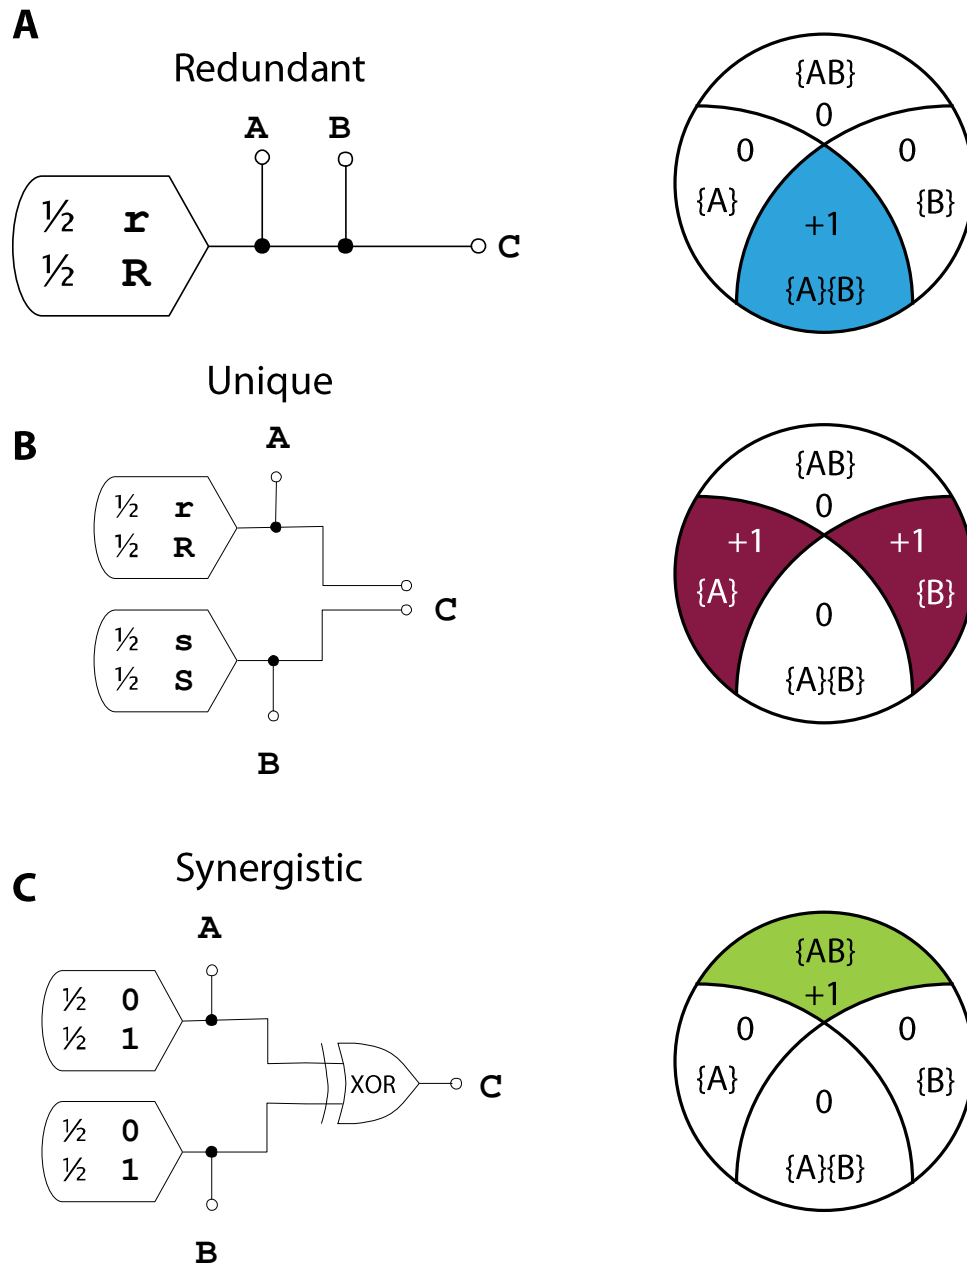 A
Redundant
A B
½ r
½ R
C
{AB}
0
0 0
{A} {B}
+1
{A}{B}
Unique
B
A
½ r
½ R
C
½ s
½ S
B
{AB}
0
+1 +1
{A} {B}
0
{A}{B}
Synergistic
C
A
½ 0
½ 1
XOR C
½ 0
½ 1
B
{AB}
+1
0 0
{A} {B}
0
{A}{B}